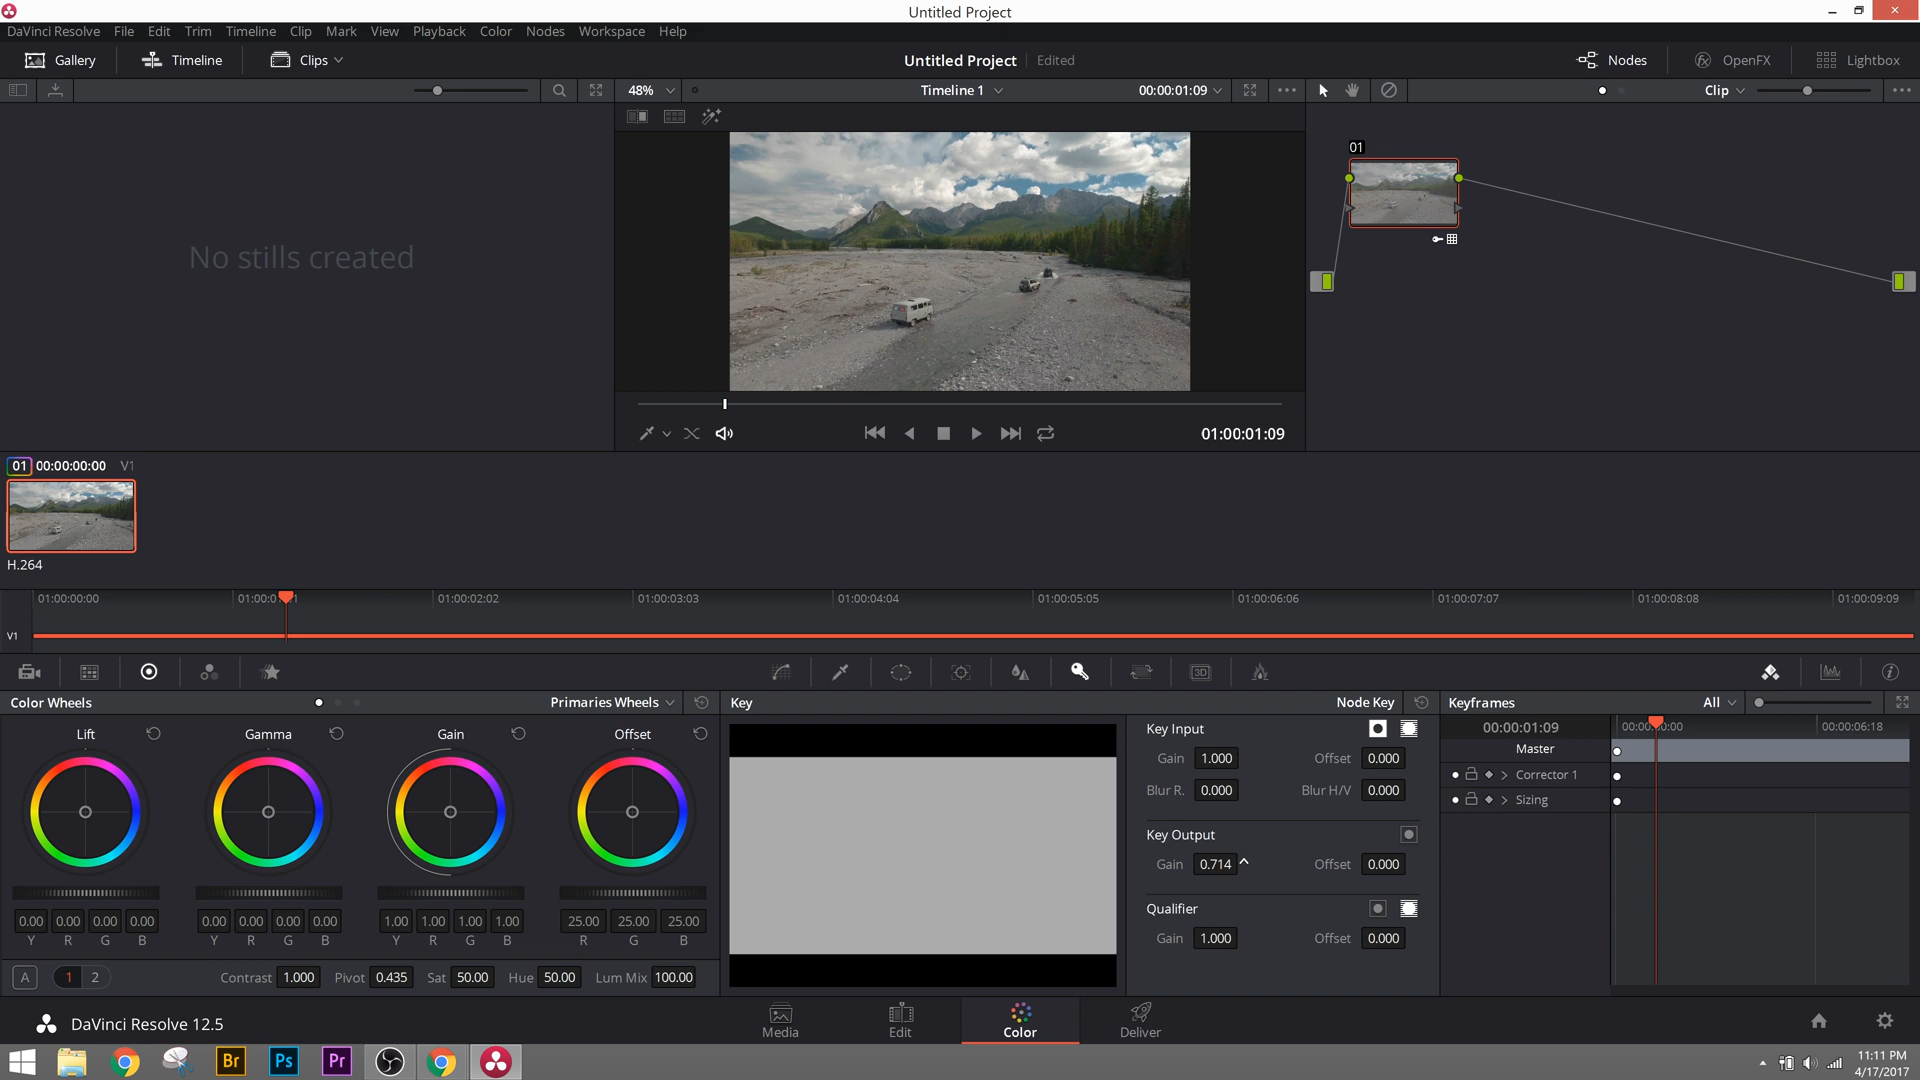 Untitled Project
DaVinci Resolve File Edit Trim Timeline Clip Mark View Playback Color Nodes Workspace Help
Gallery Timeline Clips Untitled Project Edited Nodes OpenFX Lightbox
48% Timeline 1 00:00:01:09 Clip
01
No stills created
01:00:01:09
01 00:00:00:00 V1
H.264
01:00:00:00 01:00:02:02 01:00:03:03 01:00:04:04 01:00:05:05 01:00:06:06 01:00:07:07 01:00:08:08 01:00:09:09
V1
3D
Color Wheels Primaries Wheels Key Node Key Keyframes All
Lift Gamma Gain Offset
Key Input
Gain 1.000 Offset 0.000
Blur R. 0.000 Blur H/V 0.000
Key Output
Gain 0.714 Offset 0.000
Qualifier
Gain 1.000 Offset 0.000
00:00:01:09 00:00:06:18
Master
Corrector 1
Sizing
0.00 0.00 0.00 0.00 0.00 0.00 0.00 0.00 1.00 1.00 1.00 1.00 25.00 25.00 25.00
Y R G B Y R G B Y R G B R G B
A 1 2 Contrast 1.000 Pivot 0.435 Sat 50.00 Hue 50.00 Lum Mix 100.00
DaVinci Resolve 12.5 Media Edit Color Deliver
Br Ps Pr
11:11 PM
4/17/2017